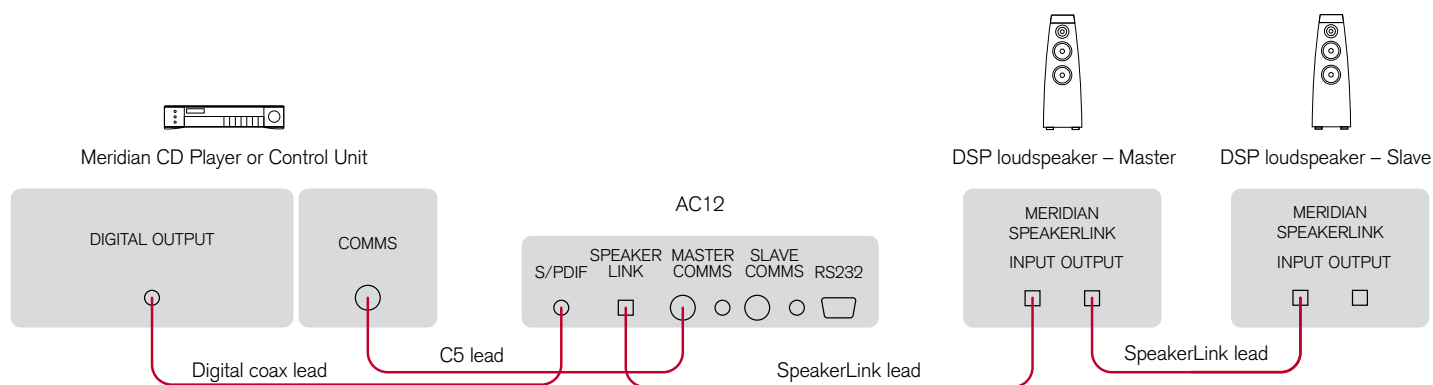 Meridian CD Player or Control Unit
DSP loudspeaker – Master
DSP loudspeaker – Slave
DIGITAL OUTPUT
COMMS
AC12
S/PDIF
SPEAKER
LINK
MASTER
COMMS
SLAVE
COMMS
RS232
MERIDIAN
SPEAKERLINK
INPUT OUTPUT
MERIDIAN
SPEAKERLINK
INPUT OUTPUT
Digital coax lead
C5 lead
SpeakerLink lead
SpeakerLink lead